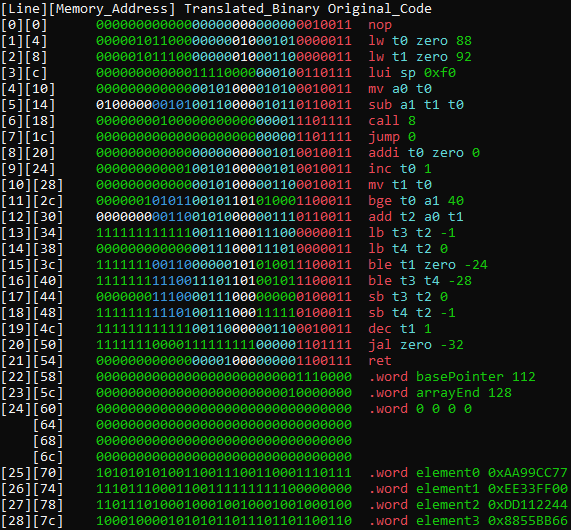 [Line][Memory_Address] Translated_Binary Original_Code
[0][0] 00000000000000000000000000010011 nop
[1][4] 00000101100000000010001010000011 lw t0 zero 88
[2][8] 00000101110000000010001100000011 lw t1 zero 92
[3][c] 00000000000011110000000100110111 lui sp 0xf0
[4][10] 00000000000000101000010100010011 mv a0 t0
[5][14] 01000000010100110000010110110011 sub a1 t1 t0
[6][18] 00000000100000000000000011101111 call 8
[7][1c] 00000000000000000000000001101111 jump 0
[8][20] 00000000000000000000001010010011 addi t0 zero 0
[9][24] 00000000000100101000001010010011 inc t0 1
[10][28] 00000000000000101000001100010011 mv t1 t0
[11][2c] 00000010101100101101010001100011 bge t0 a1 40
[12][30] 00000000011001010000001110110011 add t2 a0 t1
[13][34] 11111111111100111000111000000011 lb t3 t2 -1
[14][38] 00000000000000111000111010000011 lb t4 t2 0
[15][3c] 11111110011000000101010011100011 ble t1 zero -24
[16][40] 11111111110011101101001011100011 ble t3 t4 -28
[17][44] 00000001110000111000000000100011 sb t3 t2 0
[18][48] 11111111110100111000111110100011 sb t4 t2 -1
[19][4c] 11111111111100110000001100010011 dec t1 1
[20][50] 11111110000111111111000001101111 jal zero -32
[21][54] 00000000000000001000000001100111 ret
[22][58] 00000000000000000000000001110000 .word basePointer 112
[23][5c] 00000000000000000000000010000000 .word arrayEnd 128
[24][60] 00000000000000000000000000000000 .word 0 0 0 0
[64] 00000000000000000000000000000000
[68] 00000000000000000000000000000000
[6c] 00000000000000000000000000000000
[25][70] 10101010100110011100110001110111 .word element0 0xAA99CC77
[26][74] 11101110001100111111111100000000 .word element1 0xEE33FF00
[27][78] 11011101000100010010001001000100 .word element2 0xDD112244
[28][7c] 10001000010101011011101101100110 .word element3 0x8855BB66